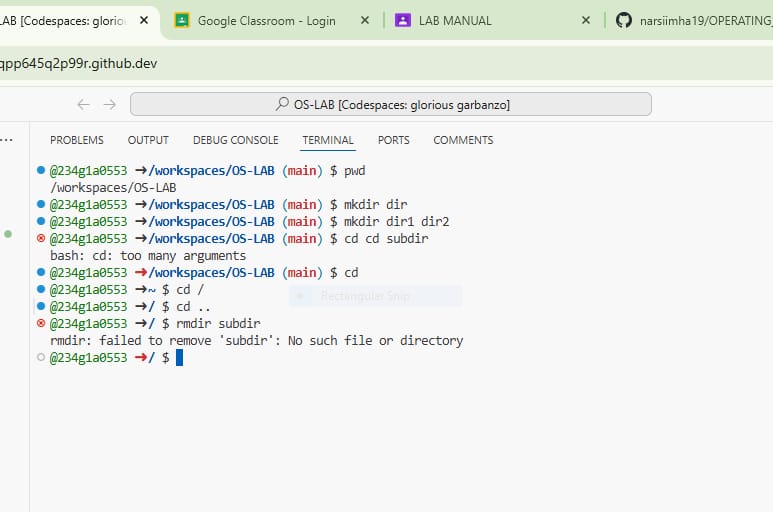 LAB [Codespaces: glorio
Google Classroom - Login
LAB MANUAL
narsiimha19/OPERATING_
qpp645q2p99r.github.dev
OS-LAB [Codespaces: glorious garbanzo]
PROBLEMS OUTPUT DEBUG CONSOLE TERMINAL PORTS COMMENTS
@234g1a0553 ➜/workspaces/OS-LAB (main) $ pwd
/workspaces/OS-LAB
@234g1a0553 ➜/workspaces/OS-LAB (main) $ mkdir dir
@234g1a0553 ➜/workspaces/OS-LAB (main) $ mkdir dir1 dir2
@234g1a0553 ➜/workspaces/OS-LAB (main) $ cd cd subdir
bash: cd: too many arguments
@234g1a0553 ➜/workspaces/OS-LAB (main) $ cd
@234g1a0553 ➜~ $ cd /
Rectangular Snip
@234g1a0553 ➜/ $ cd ..
@234g1a0553 ➜/ $ rmdir subdir
rmdir: failed to remove 'subdir': No such file or directory
@234g1a0553 ➜/ $